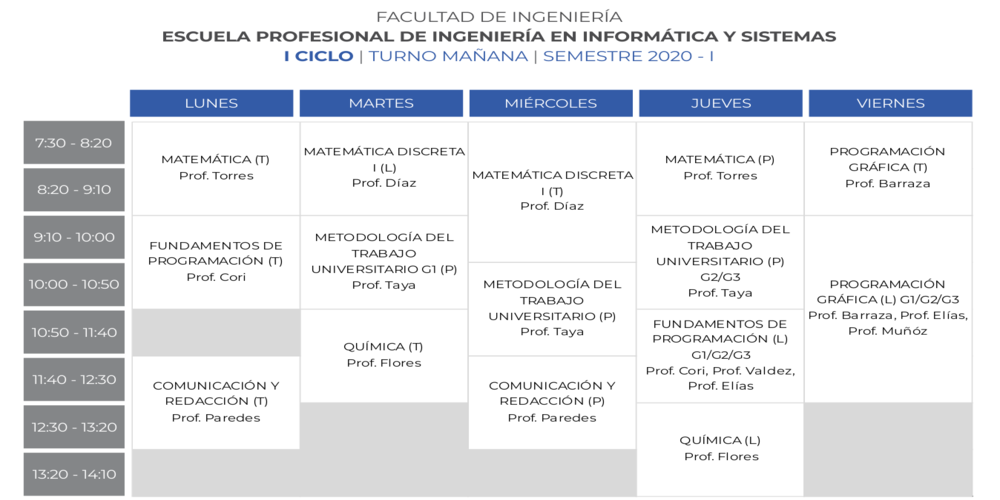 FACULTAD DE INGENIERÍA
ESCUELA PROFESIONAL DE INGENIERÍA EN INFORMÁTICA Y SISTEMAS
I CICLO | TURNO MAÑANA | SEMESTRE 2020 - I
LUNES
MARTES
MIÉRCOLES
JUEVES
VIERNES
7:30 - 8:20
8:20 - 9:10
9:10 - 10:00
10:00 - 10:50
10:50 - 11:40
11:40 - 12:30
12:30 - 13:20
13:20 - 14:10
MATEMÁTICA (T)
Prof. Torres
FUNDAMENTOS DE
PROGRAMACIÓN (T)
Prof. Cori
COMUNICACIÓN Y
REDACCIÓN (T)
Prof. Paredes
MATEMÁTICA DISCRETA
I (L)
Prof. Díaz
METODOLOGÍA DEL
TRABAJO
UNIVERSITARIO G1 (P)
Prof. Taya
QUÍMICA (T)
Prof. Flores
MATEMÁTICA DISCRETA
I (T)
Prof. Díaz
METODOLOGÍA DEL
TRABAJO
UNIVERSITARIO (P)
Prof. Taya
COMUNICACIÓN Y
REDACCIÓN (P)
Prof. Paredes
MATEMÁTICA (P)
Prof. Torres
METODOLOGÍA DEL
TRABAJO
UNIVERSITARIO (P)
G2/G3
Prof. Taya
FUNDAMENTOS DE
PROGRAMACIÓN (L)
G1/G2/G3
Prof. Cori, Prof. Valdez,
Prof. Elías
QUÍMICA (L)
Prof. Flores
PROGRAMACIÓN
GRÁFICA (T)
Prof. Barraza
PROGRAMACIÓN
GRÁFICA (L) G1/G2/G3
Prof. Barraza, Prof. Elías,
Prof. Muñóz